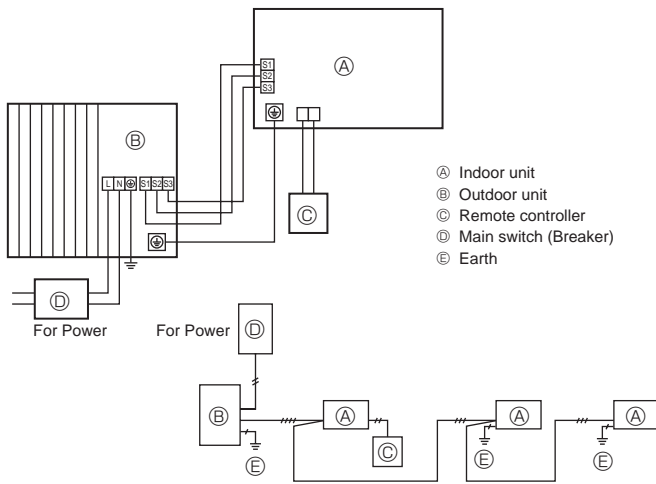 S1
S2
S3
Ⓐ
Ⓑ
L N S1 S2 S3
Ⓒ
Ⓐ Indoor unit
Ⓑ Outdoor unit
Ⓒ Remote controller
Ⓓ Main switch (Breaker)
Ⓔ Earth
Ⓓ
For Power
For Power Ⓓ
Ⓑ Ⓐ Ⓐ Ⓐ
Ⓒ
Ⓔ Ⓔ Ⓔ